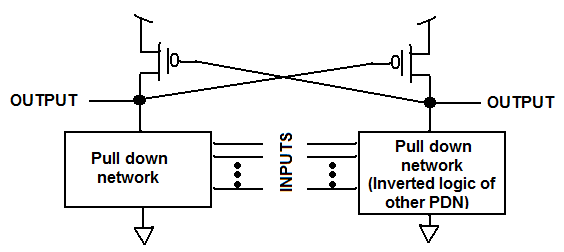 OUTPUT
OUTPUT
Pull down
network
INPUTS
Pull down
network
(Inverted logic of
other PDN)